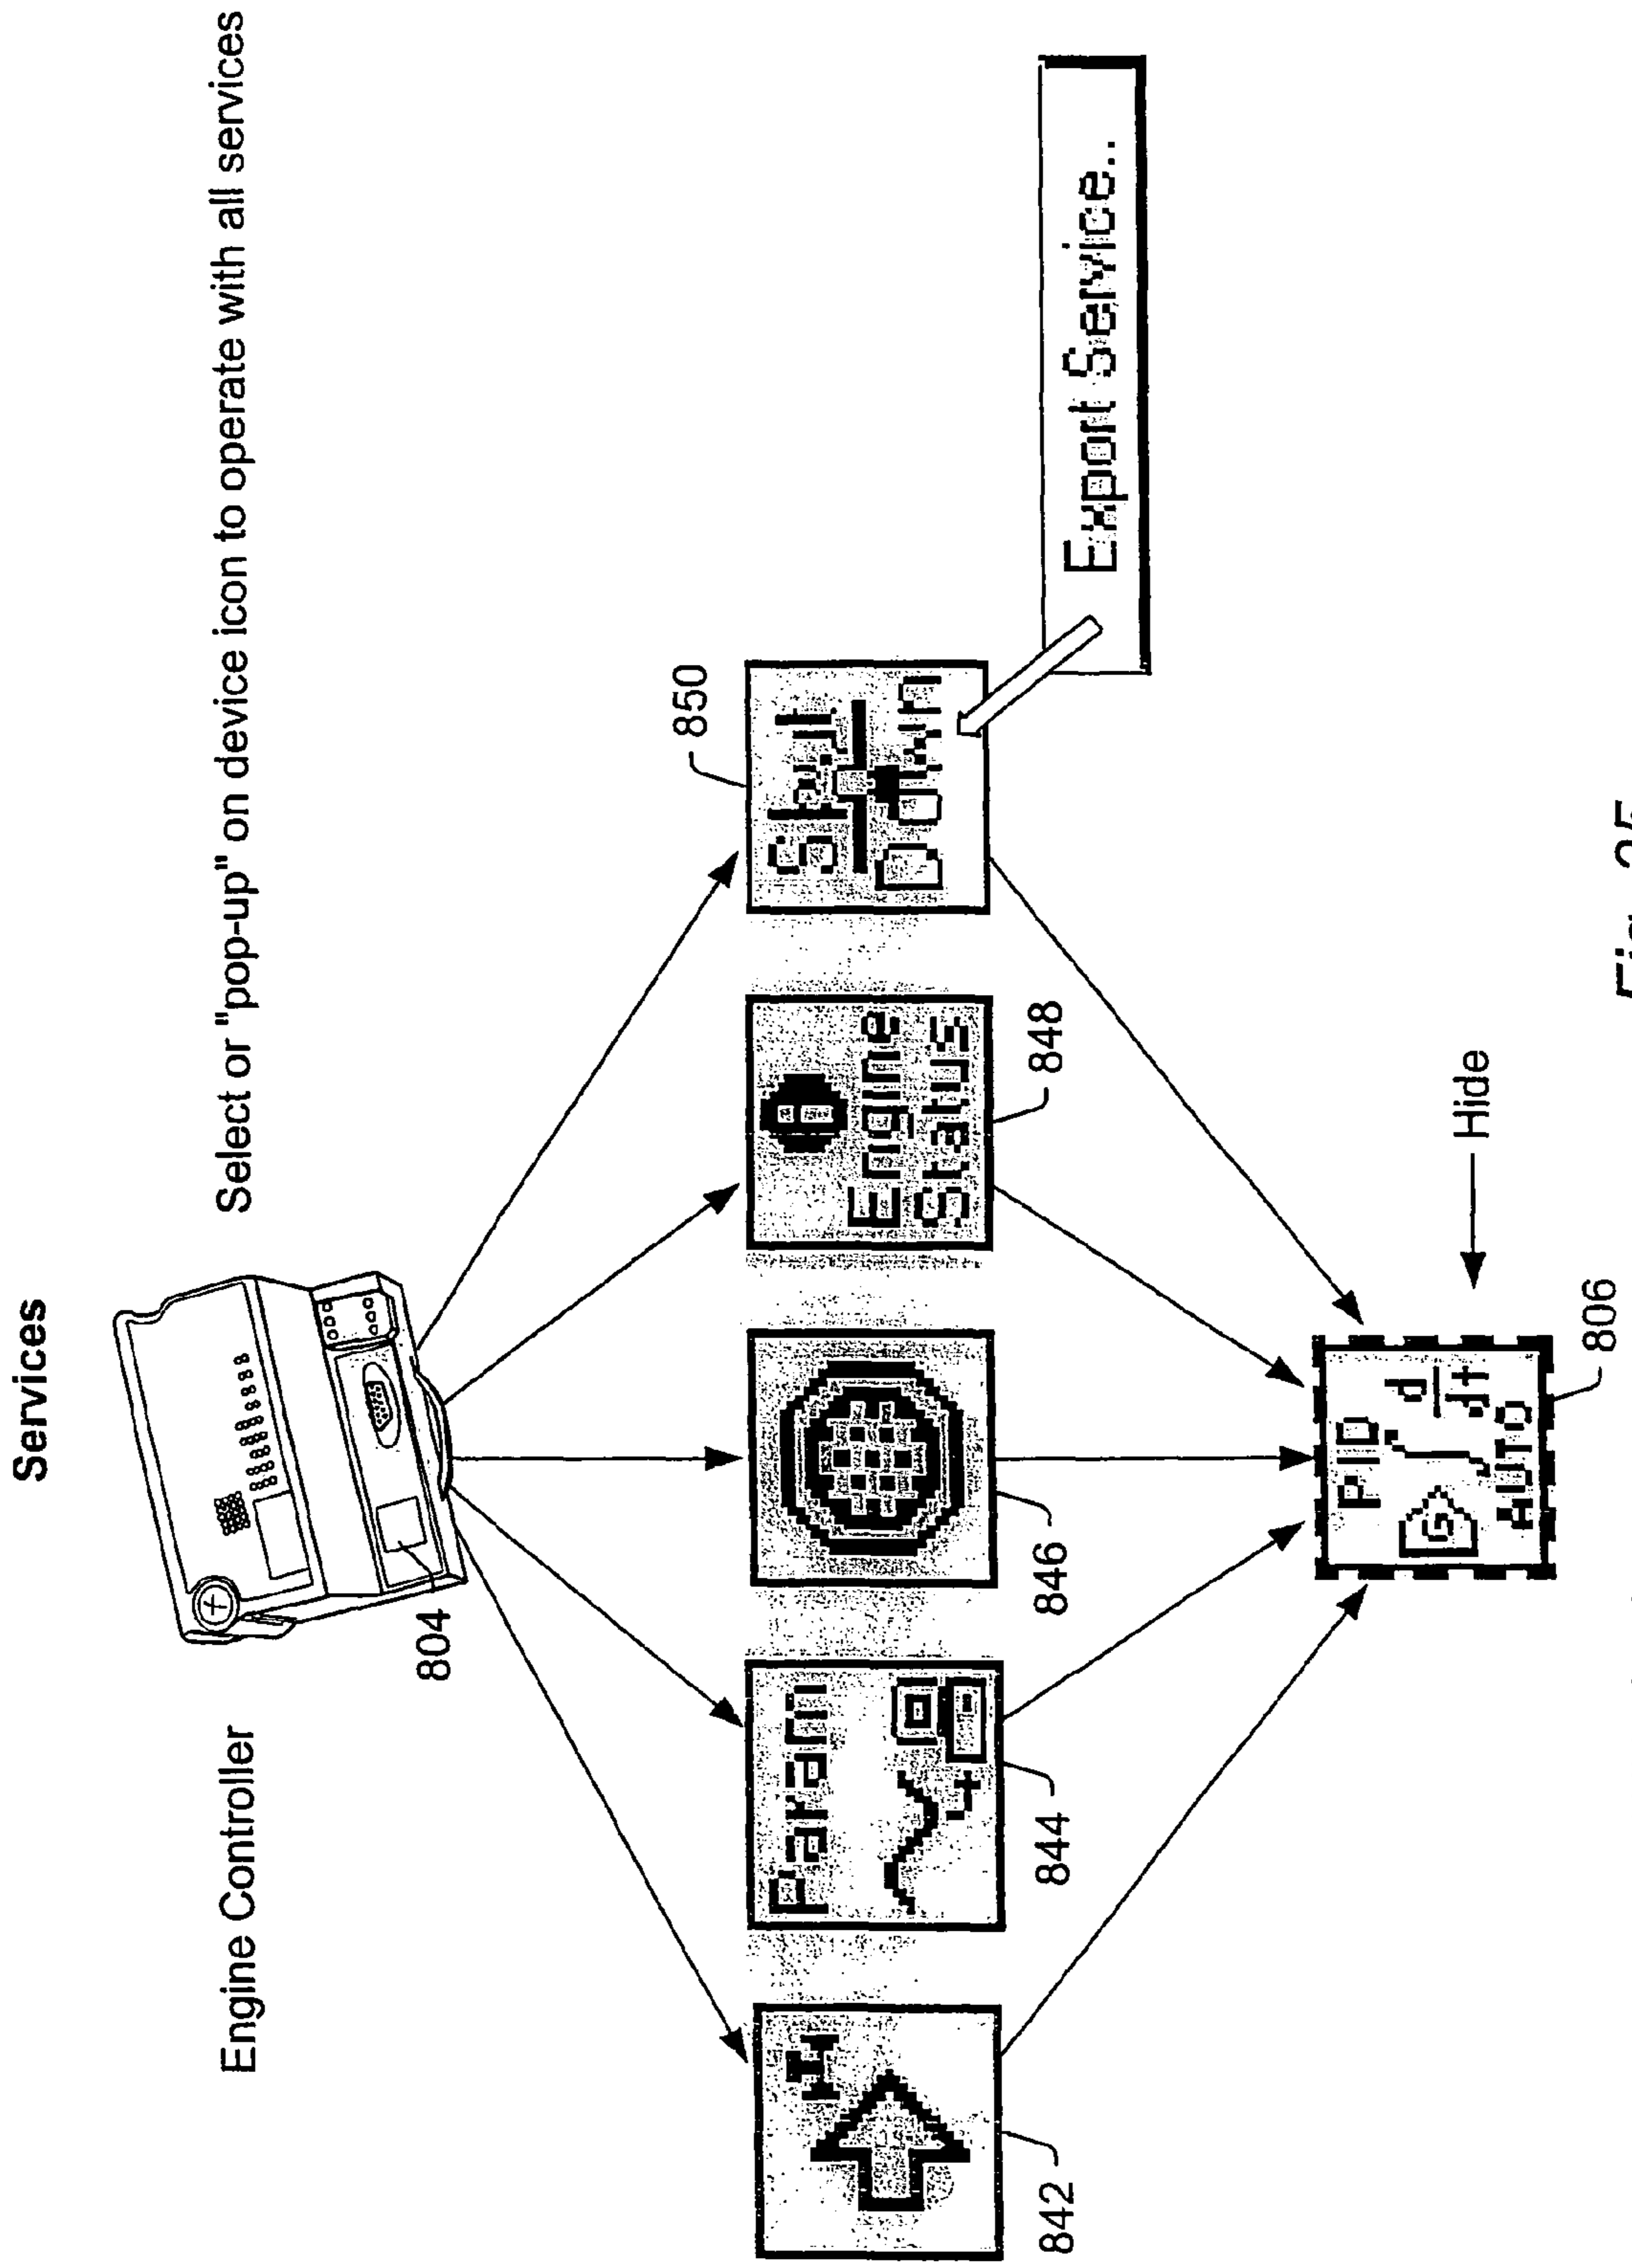 Services
Engine Controller
Select or "pop-up" on device icon to operate with all services
804
850
Param
t
Engine
Status
Shut
Down
Export Service..
842
844
846
848
PID
G
d
dt
AUTO
Hide
806